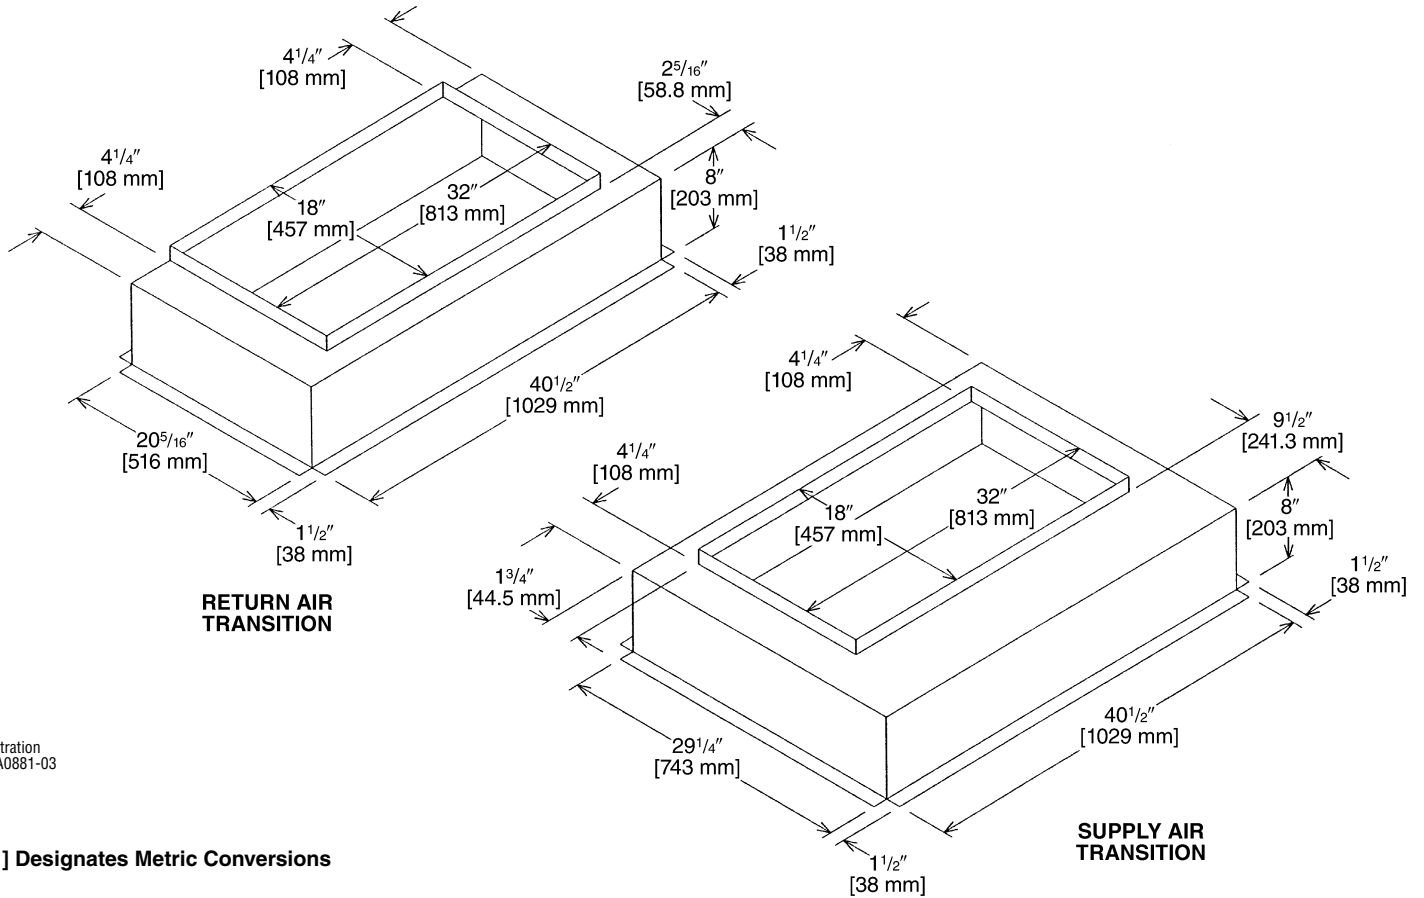 4 1/4″
[108 mm]
2 5/16″
[58.8 mm]
4 1/4″
[108 mm]
18″
[457 mm]
32″
[813 mm]
8″
[203 mm]
1 1/2″
[38 mm]
40 1/2″
[1029 mm]
20 5/16″
[516 mm]
1 1/2″
[38 mm]
RETURN AIR
TRANSITION
4 1/4″
[108 mm]
9 1/2″
[241.3 mm]
4 1/4″
[108 mm]
18″
[457 mm]
32″
[813 mm]
8″
[203 mm]
1 3/4″
[44.5 mm]
1 1/2″
[38 mm]
40 1/2″
[1029 mm]
29 1/4″
[743 mm]
1 1/2″
[38 mm]
SUPPLY AIR
TRANSITION
tration
A0881-03
] Designates Metric Conversions